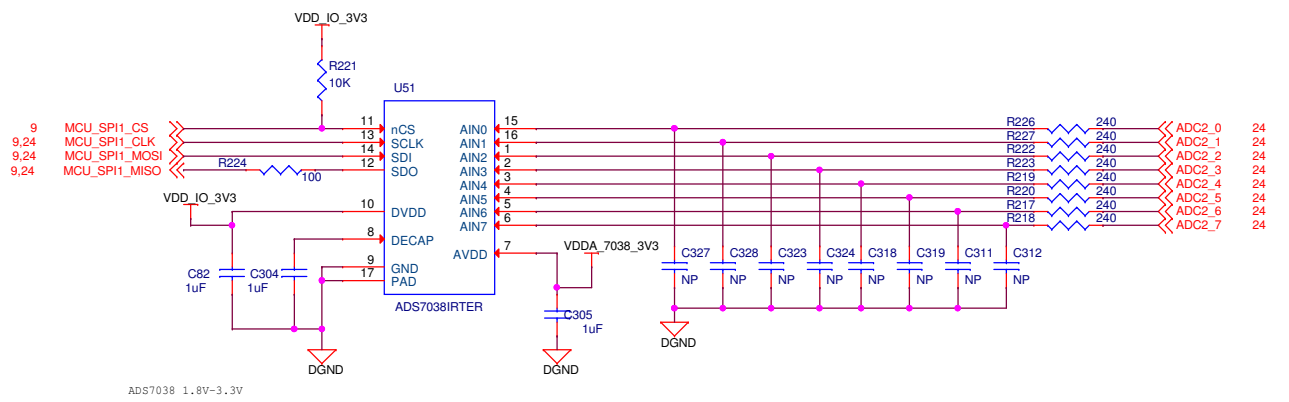 VDD_IO_3V3
R221
10K
U51
9 MCU_SPI1_CS 11 nCS AIN0 15 R226 240 ADC2_0 24
9,24 MCU_SPI1_CLK 13 SCLK AIN1 16 R227 240 ADC2_1 24
9,24 MCU_SPI1_MOSI 14 SDI AIN2 1 R222 240 ADC2_2 24
9,24 MCU_SPI1_MISO R224 100 12 SDO AIN3 2 R223 240 ADC2_3 24
AIN4 3 R219 240 ADC2_4 24
VDD_IO_3V3 AIN5 4 R220 240 ADC2_5 24
10 DVDD AIN6 5 R217 240 ADC2_6 24
AIN7 6 R218 240 ADC2_7 24
8 DECAP AVDD 7 VDDA_7038_3V3
9 GND
17 PAD
C82 C304 C327 C328 C323 C324 C318 C319 C311 C312
1uF 1uF NP NP NP NP NP NP NP NP
ADS7038IRTER
C305
1uF
DGND
DGND DGND
ADS7038 1.8V-3.3V